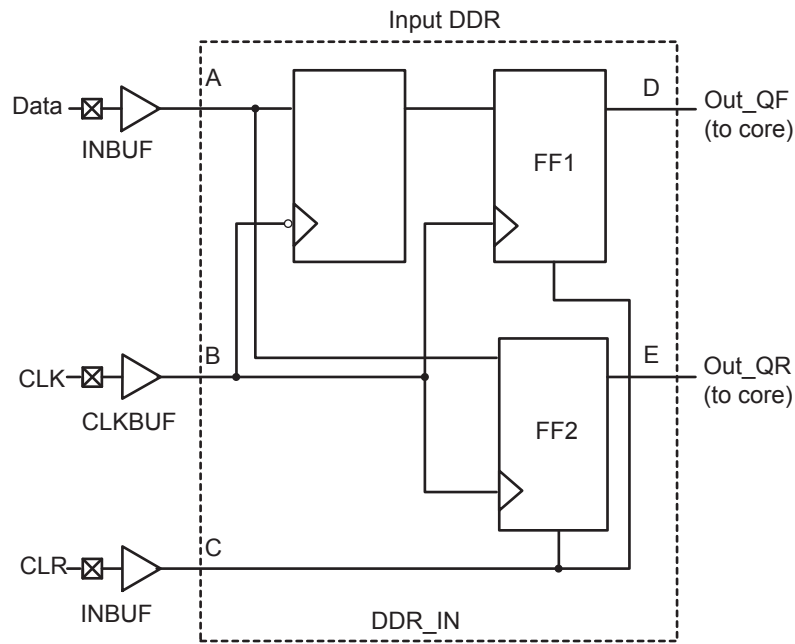 Input DDR
A
D
Data
Out_QF
(to core)
INBUF
FF1
B
E
CLK
Out_QR
(to core)
CLKBUF
FF2
C
CLR
INBUF
DDR_IN